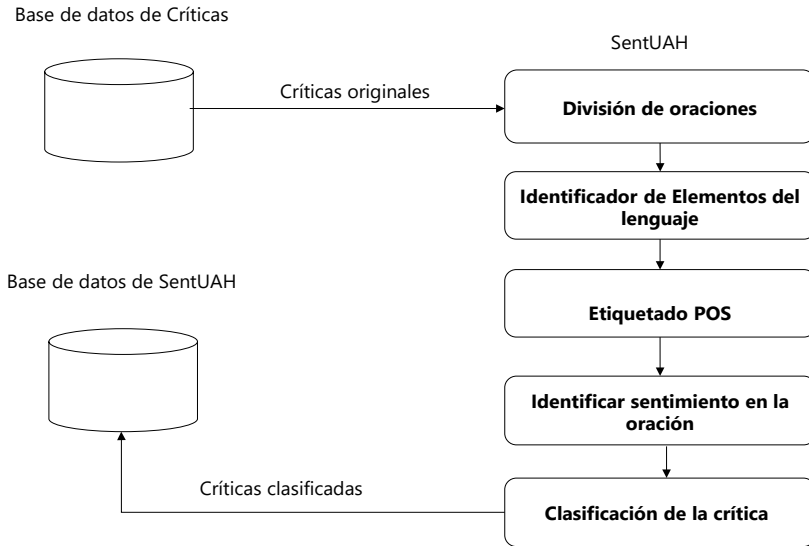 Base de datos de Críticas
SentUAH
Críticas originales
División de oraciones
Identificador de Elementos del
lenguaje
Base de datos de SentUAH
Etiquetado POS
Identificar sentimiento en la
oración
Críticas clasificadas
Clasificación de la crítica